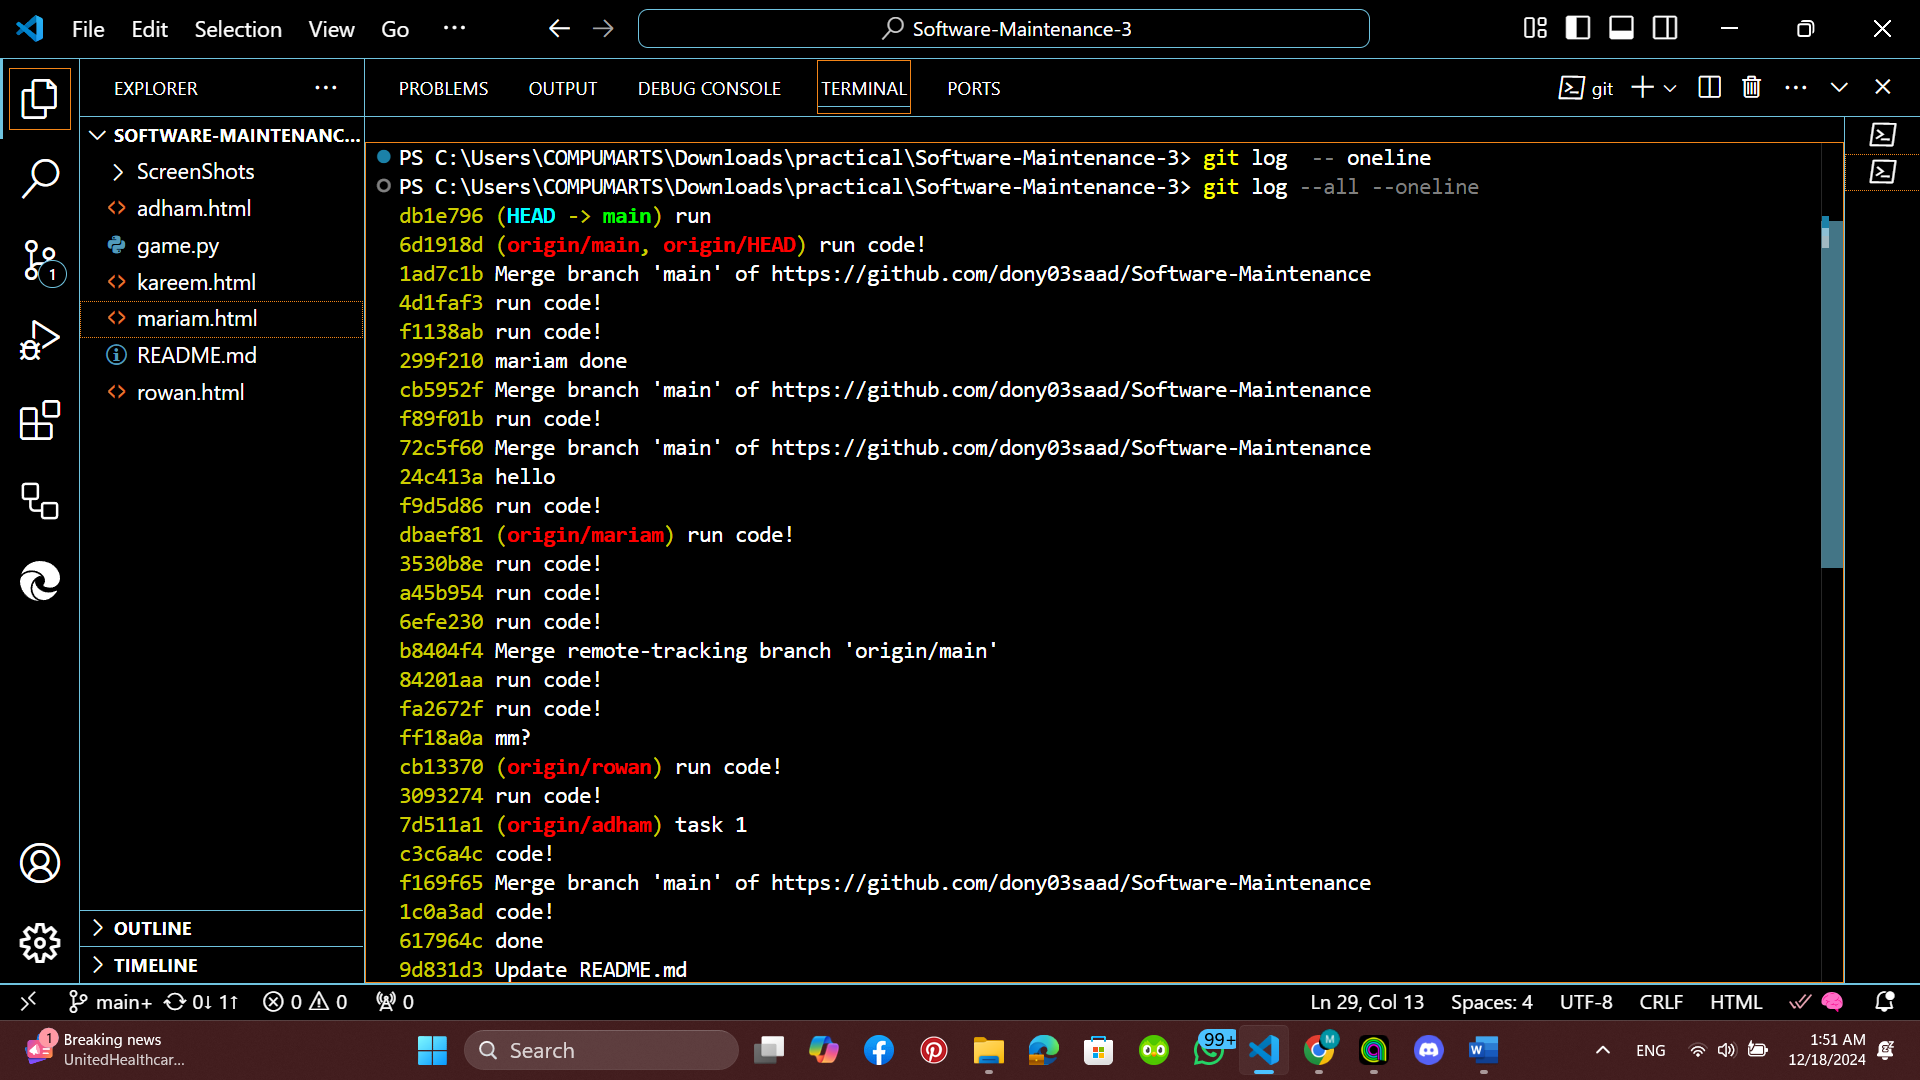 File Edit Selection View Go ··· Software-Maintenance-3
EXPLORER ···
SOFTWARE-MAINTENANC...
ScreenShots
adham.html
game.py
kareem.html
mariam.html
README.md
rowan.html
OUTLINE
TIMELINE
1
PROBLEMS OUTPUT DEBUG CONSOLE TERMINAL PORTS git ···
PS C:\Users\COMPUMARTS\Downloads\practical\Software-Maintenance-3> git log  -- oneline
PS C:\Users\COMPUMARTS\Downloads\practical\Software-Maintenance-3> git log --all --oneline
db1e796 (HEAD -> main) run
6d1918d (origin/main, origin/HEAD) run code!
1ad7c1b Merge branch 'main' of https://github.com/dony03saad/Software-Maintenance
4d1faf3 run code!
f1138ab run code!
299f210 mariam done
cb5952f Merge branch 'main' of https://github.com/dony03saad/Software-Maintenance
f89f01b run code!
72c5f60 Merge branch 'main' of https://github.com/dony03saad/Software-Maintenance
24c413a hello
f9d5d86 run code!
dbaef81 (origin/mariam) run code!
3530b8e run code!
a45b954 run code!
6efe230 run code!
b8404f4 Merge remote-tracking branch 'origin/main'
84201aa run code!
fa2672f run code!
ff18a0a mm?
cb13370 (origin/rowan) run code!
3093274 run code!
7d511a1 (origin/adham) task 1
c3c6a4c code!
f169f65 Merge branch 'main' of https://github.com/dony03saad/Software-Maintenance
1c0a3ad code!
617964c done
9d831d3 Update README.md
main+ 0↓ 1↑ 0 0 0 Ln 29, Col 13 Spaces: 4 UTF-8 CRLF HTML
1 Breaking news
UnitedHealthcar...
Search
99+
M
W
ENG
1:51 AM
12/18/2024